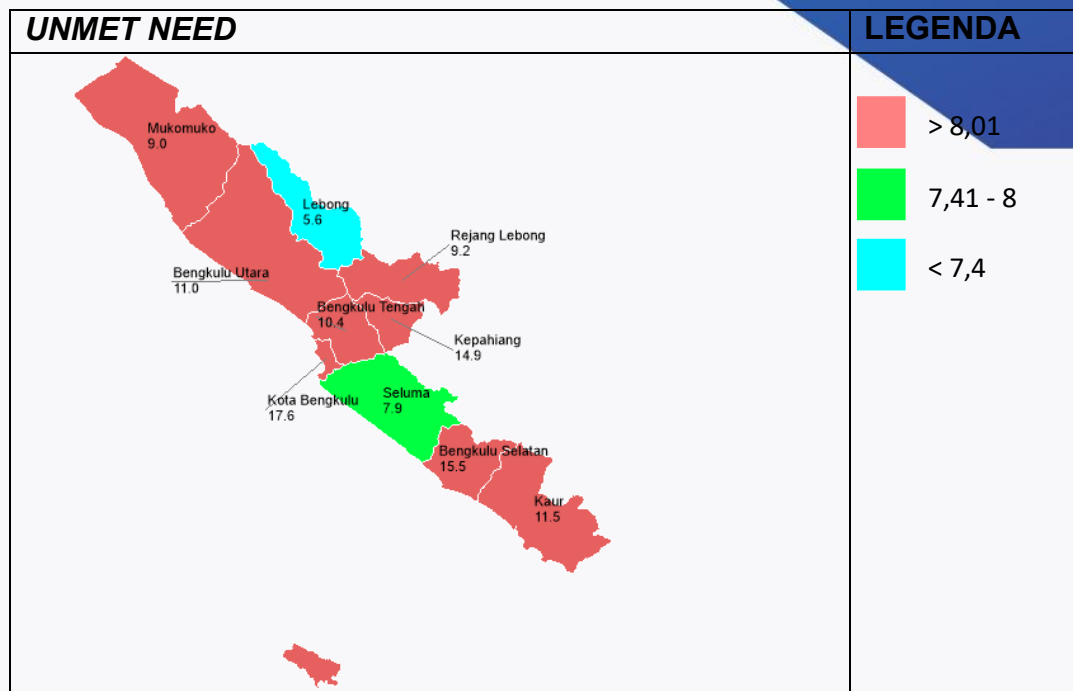 UNMET NEED
LEGENDA
Mukomuko
9.0
Lebong
5.6
Rejang Lebong
9.2
Bengkulu Utara
11.0
Bengkulu Tengah
10.4
Kepahiang
14.9
Kota Bengkulu
17.6
Seluma
7.9
Bengkulu Selatan
15.5
Kaur
11.5
> 8,01
7,41 - 8
< 7,4